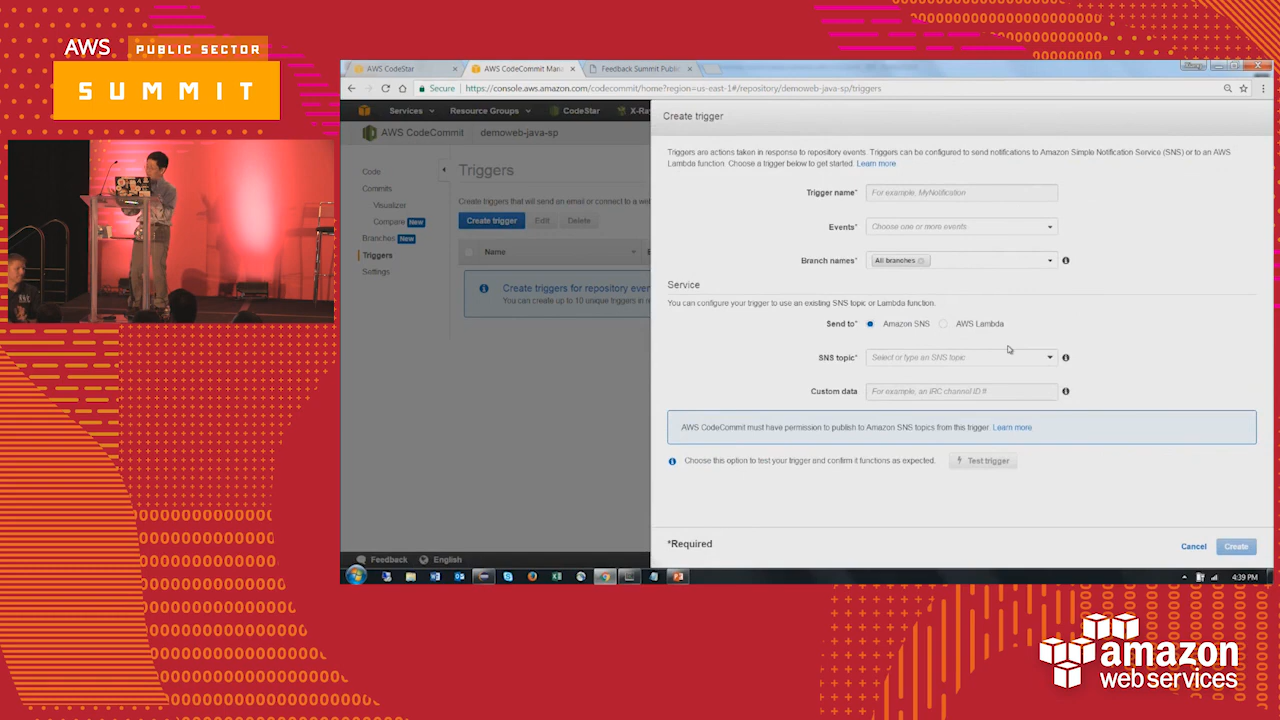 AWS PUBLIC SECTOR
SUMMIT
AWS CodeStar
AWS CodeCommit Mana
Feedback Summit Public
Secure
https://console.aws.amazon.com/codecommit/home?region=us-east-1#/repository/demoweb-java-sp/triggers
Services
Resource Groups
CodeStar
X-Ray
AWS CodeCommit
demoweb-java-sp
Code
Commits
Visualizer
Compare New
Branches New
Triggers
Settings
Triggers
Create triggers that will send an email or connect to a web
Create trigger
Edit
Delete
Name
Create triggers for repository even
You can create up to 10 unique triggers in re
Create trigger
Triggers are actions taken in response to repository events. Triggers can be configured to send notifications to Amazon Simple Notification Service (SNS) or to an AWS
Lambda function. Choose a trigger below to get started. Learn more
Trigger name*
For example, MyNotification
Events*
Choose one or more events
Branch names*
All branches
Service
You can configure your trigger to use an existing SNS topic or Lambda function.
Send to*
Amazon SNS
AWS Lambda
SNS topic*
Select or type an SNS topic
Custom data
For example, an IRC channel ID #
AWS CodeCommit must have permission to publish to Amazon SNS topics from this trigger. Learn more
Choose this option to test your trigger and confirm it functions as expected.
Test trigger
*Required
Cancel
Create
Feedback
English
4:39 PM
amazon
web services